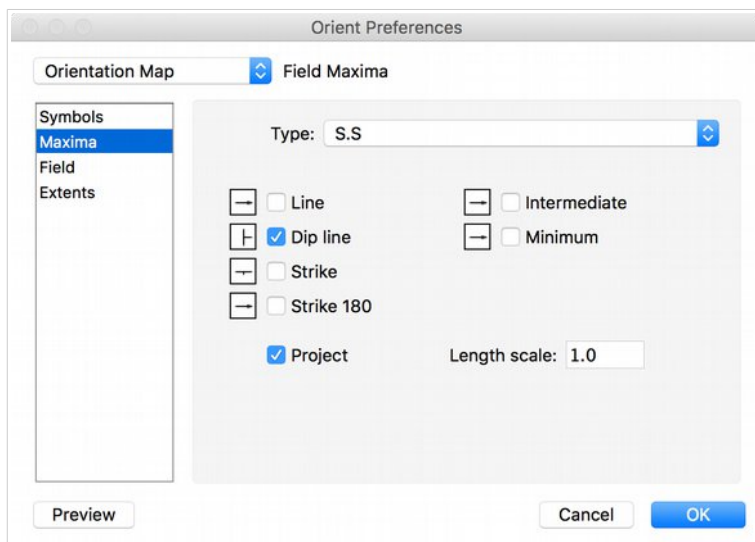 Orient Preferences
Orientation Map Field Maxima
Symbols
Maxima
Field
Extents
Type: S.S
Line Intermediate
Dip line Minimum
Strike
Strike 180
Project Length scale: 1.0
Preview Cancel OK